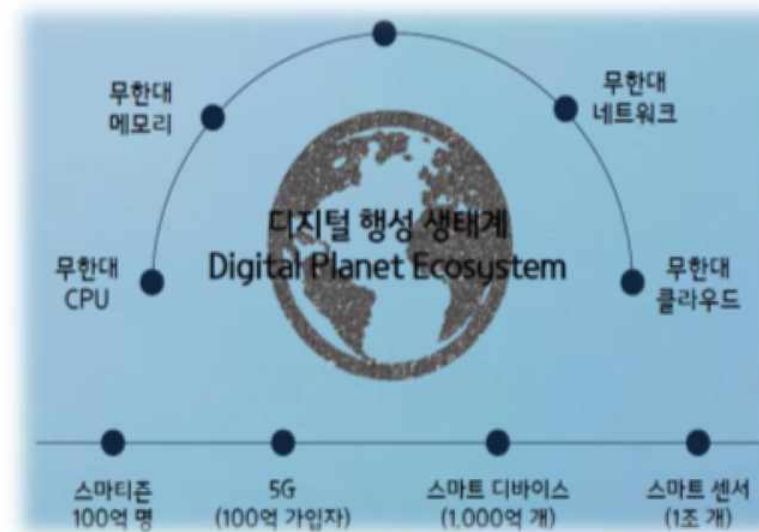 무한대
메모리
무한대
네트워크
디지털 행성 생태계
Digital Planet Ecosystem
무한대
CPU
무한대
클라우드
스마티즌
100억 명
5G
(100억 가입자)
스마트 디바이스
(1,000억 개)
스마트 센서
(1조 개)